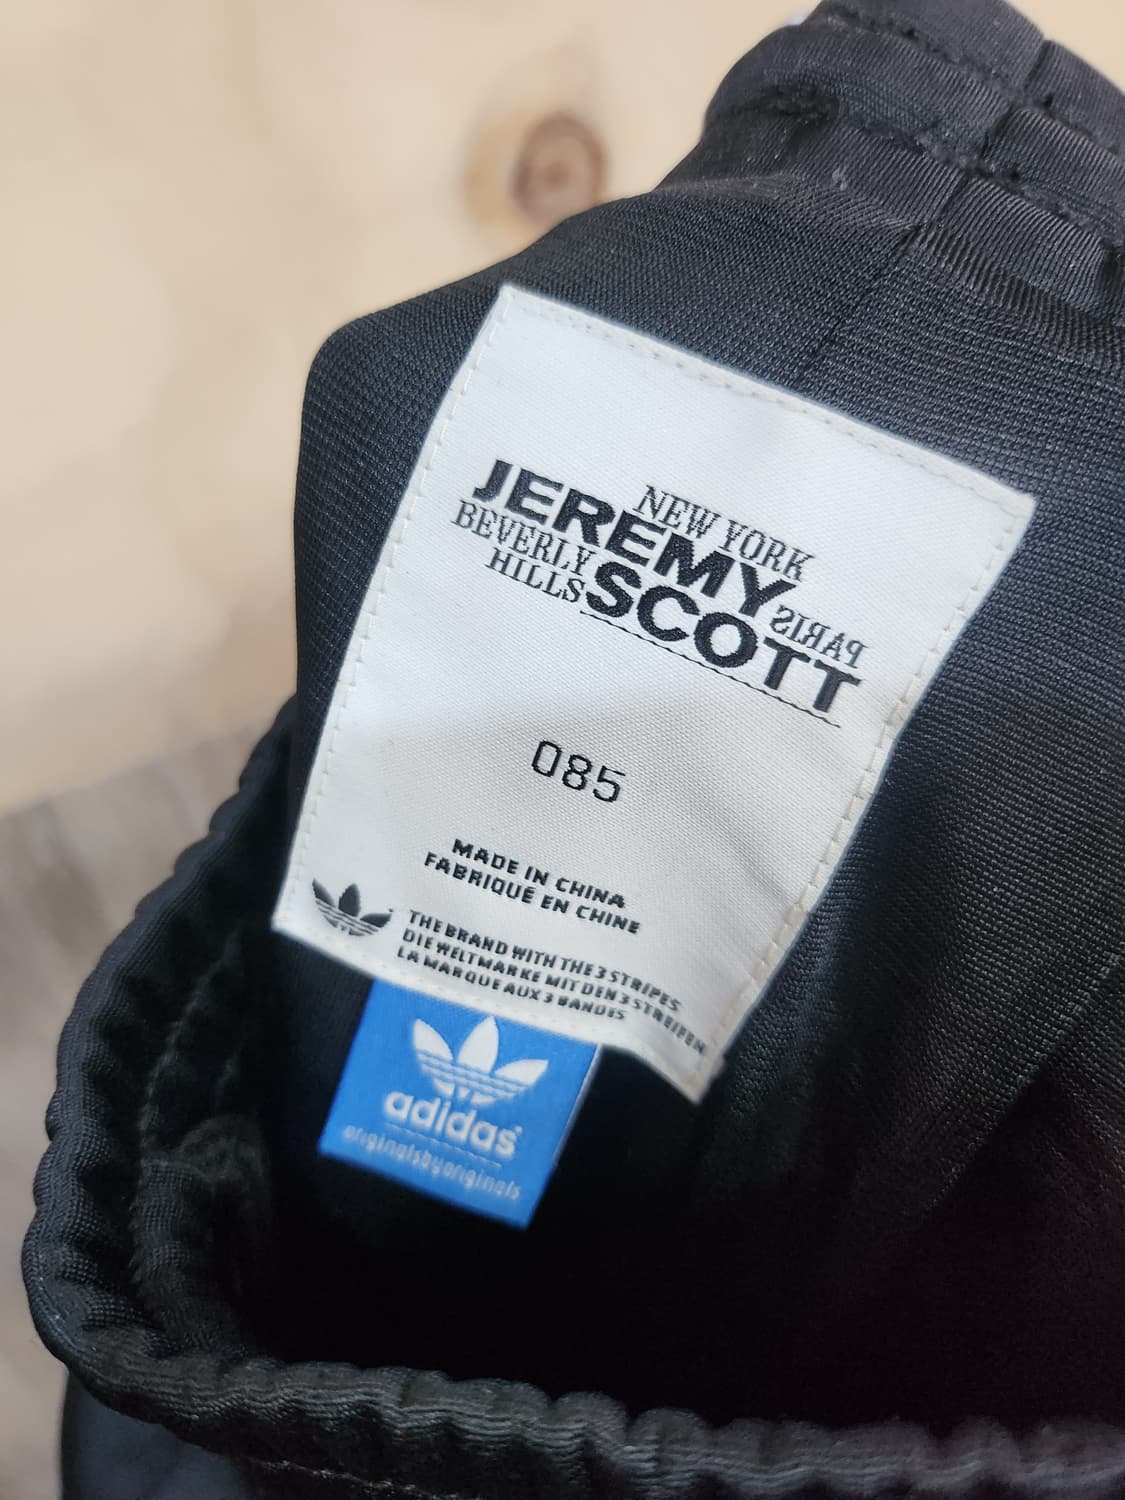 NEW YORK
JEREMY
BEVERLY
PARIS
HILLS SCOTT
085
MADE IN CHINA
FABRIQUÉ EN CHINE
THE BRAND WITH THE 3 STRIPES
DIE WELTMARKE MIT DEN 3 STREIFEN
LA MARQUE AUX 3 BANDES
adidas
originalsbyoriginals